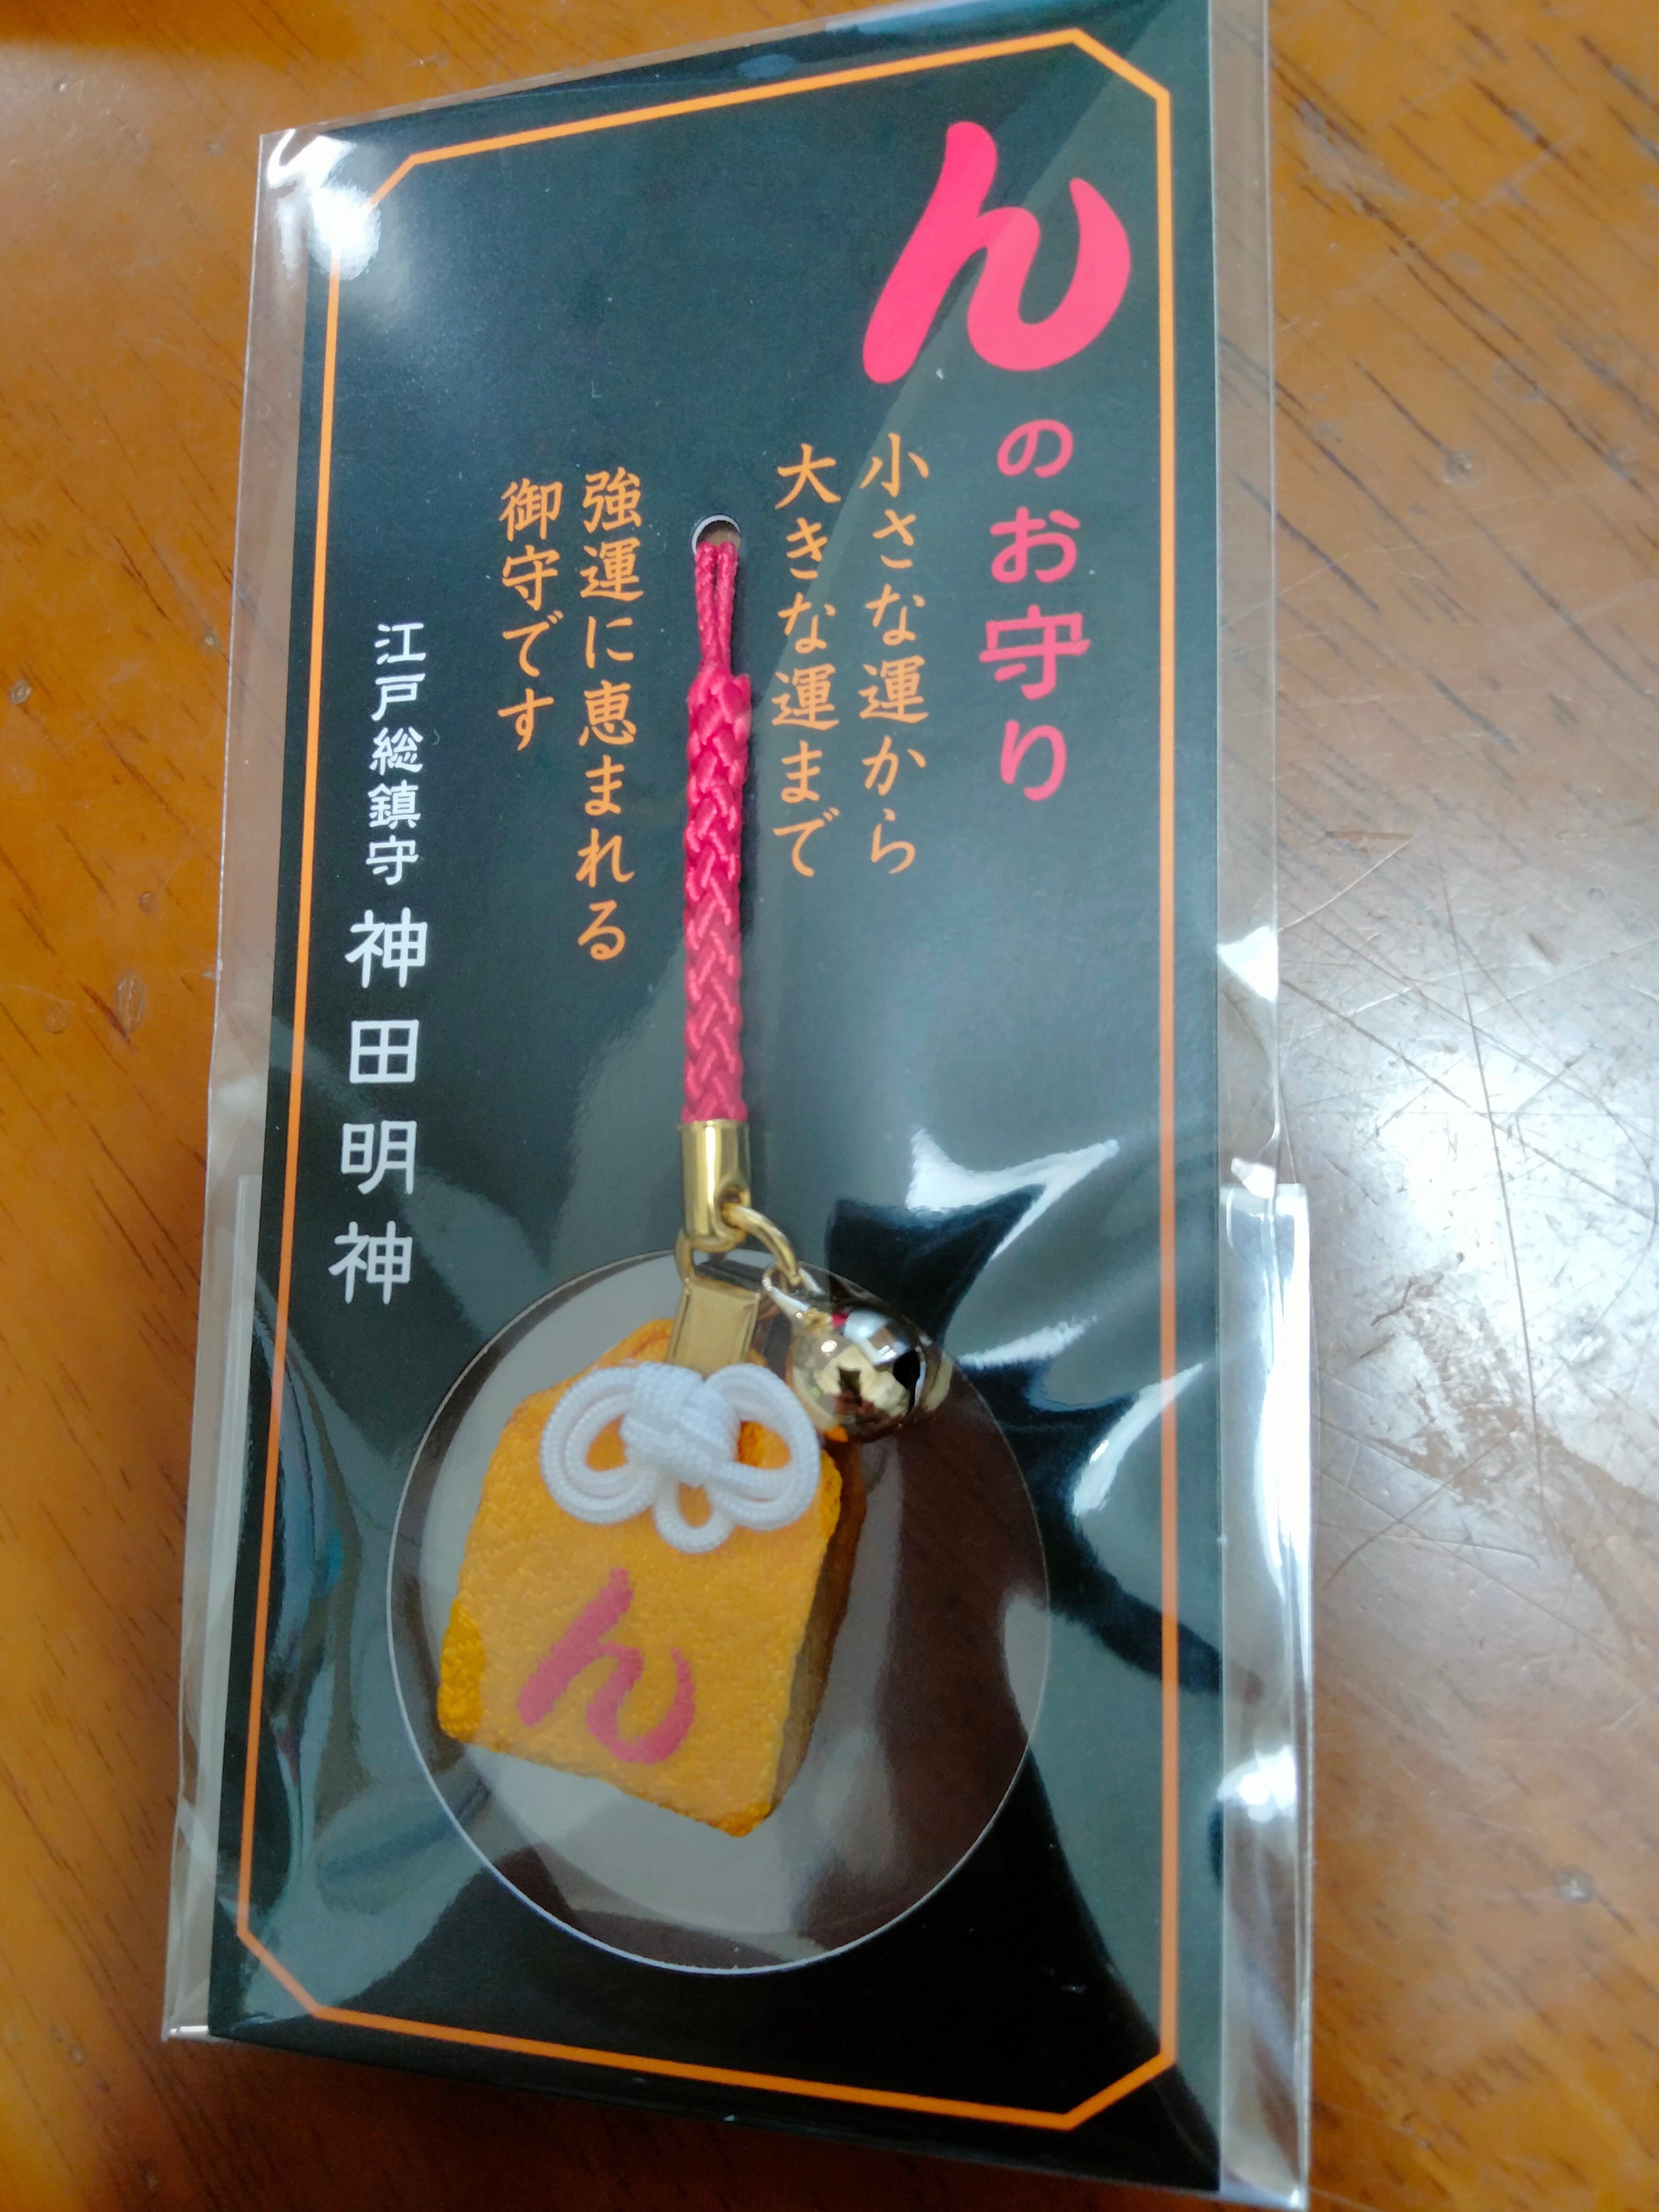 んのお守り
小さな運から
大きな運まで
強運に恵まれる
御守です
江戸総鎮守 神田明神
ん